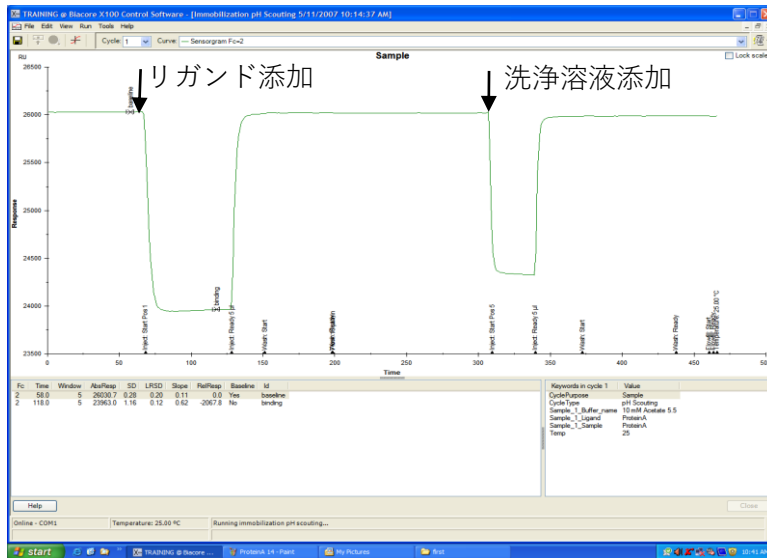 TRAINING @ Biacore X100 Control Software - [Immobilization pH Scouting 5/11/2007 10:14:37 AM]
File Edit View Run Tools Help
Cycle: 1 Curve: — Sensorgram Fc=2
Sample
Lock scale
RU
リガンド添加
洗浄溶液添加
26500
26000
25500
25000
24500
24000
23500
Response
baseline
binding
Inject: Start Pos 1
Inject: Ready 5 µl
Wash: Start
Inject: Start Pos 5
Inject: Ready 5 µl
Wash: Start
Wash: Ready
Temperature: 25.00 °C
0 50 100 150 200 250 300 350 400 450
Time
Fc Time Window AbsResp SD LRSD Slope RelResp Baseline Id
2 58.0 5 26030.7 0.28 0.20 0.11 0.0 Yes baseline
2 118.0 5 23963.0 1.16 0.12 0.62 -2067.8 No binding
Keywords in cycle 1 Value
CyclePurpose Sample
CycleType pH Scouting
Sample_1_Buffer_name 10 mM Acetate 5.5
Sample_1_Ligand ProteinA
Sample_1_Sample ProteinA
Temp 25
Help
Close
Online - COM1 Temperature: 25.00 °C Running immobilization pH scouting...
start
TRAINING @ Biacore ...
ProteinA 14 - Paint
My Pictures
first
10:41 AM